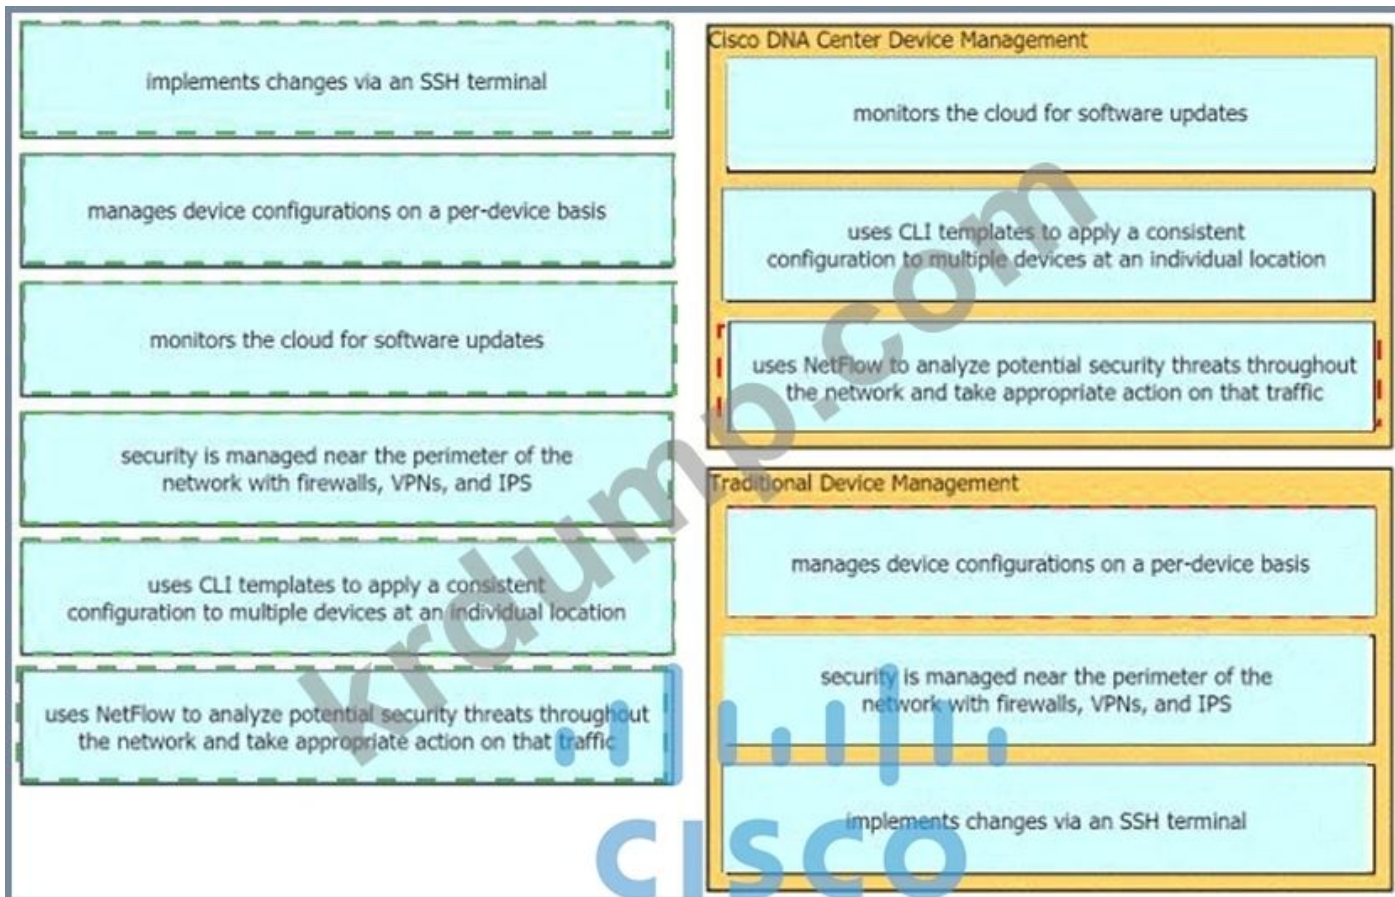 implements changes via an SSH terminal
manages device configurations on a per-device basis
monitors the cloud for software updates
security is managed near the perimeter of the
network with firewalls, VPNs, and IPS
uses CLI templates to apply a consistent
configuration to multiple devices at an individual location
uses NetFlow to analyze potential security threats throughout
the network and take appropriate action on that traffic
Cisco DNA Center Device Management
monitors the cloud for software updates
uses CLI templates to apply a consistent
configuration to multiple devices at an individual location
uses NetFlow to analyze potential security threats throughout
the network and take appropriate action on that traffic
Traditional Device Management
manages device configurations on a per-device basis
security is managed near the perimeter of the
network with firewalls, VPNs, and IPS
implements changes via an SSH terminal
krdump.com
CISCO